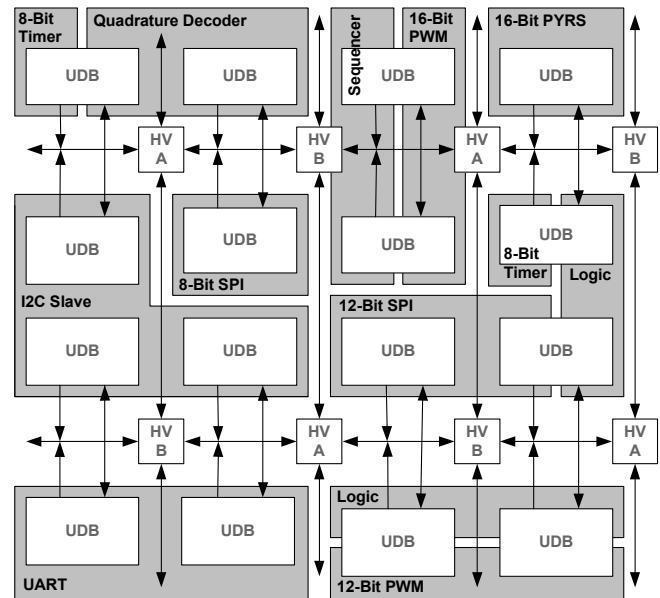 8-Bit
Timer
Quadrature Decoder
Sequencer
16-Bit
PWM
16-Bit PYRS
UDB
UDB
UDB
UDB
HV
A
HV
B
HV
A
HV
B
UDB
UDB
UDB
UDB
8-Bit SPI
8-Bit
Timer
Logic
I2C Slave
12-Bit SPI
UDB
UDB
UDB
UDB
HV
B
HV
A
HV
B
HV
A
Logic
UDB
UDB
UDB
UDB
UART
12-Bit PWM